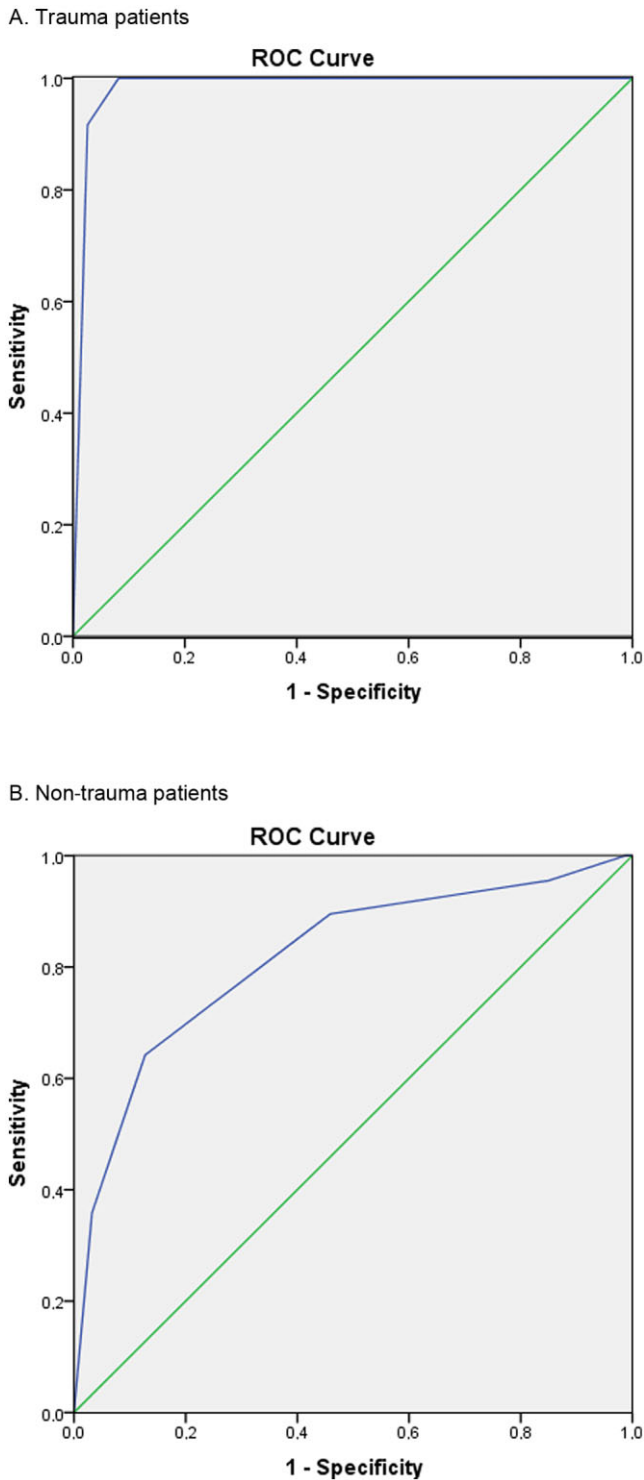 A. Trauma patients
ROC Curve
1.0
0.8
0.6
0.4
0.2
0.0
Sensitivity
0.0 0.2 0.4 0.6 0.8 1.0
1 - Specificity
B. Non-trauma patients
ROC Curve
1.0
0.8
0.6
0.4
0.2
0.0
Sensitivity
0.0 0.2 0.4 0.6 0.8 1.0
1 - Specificity